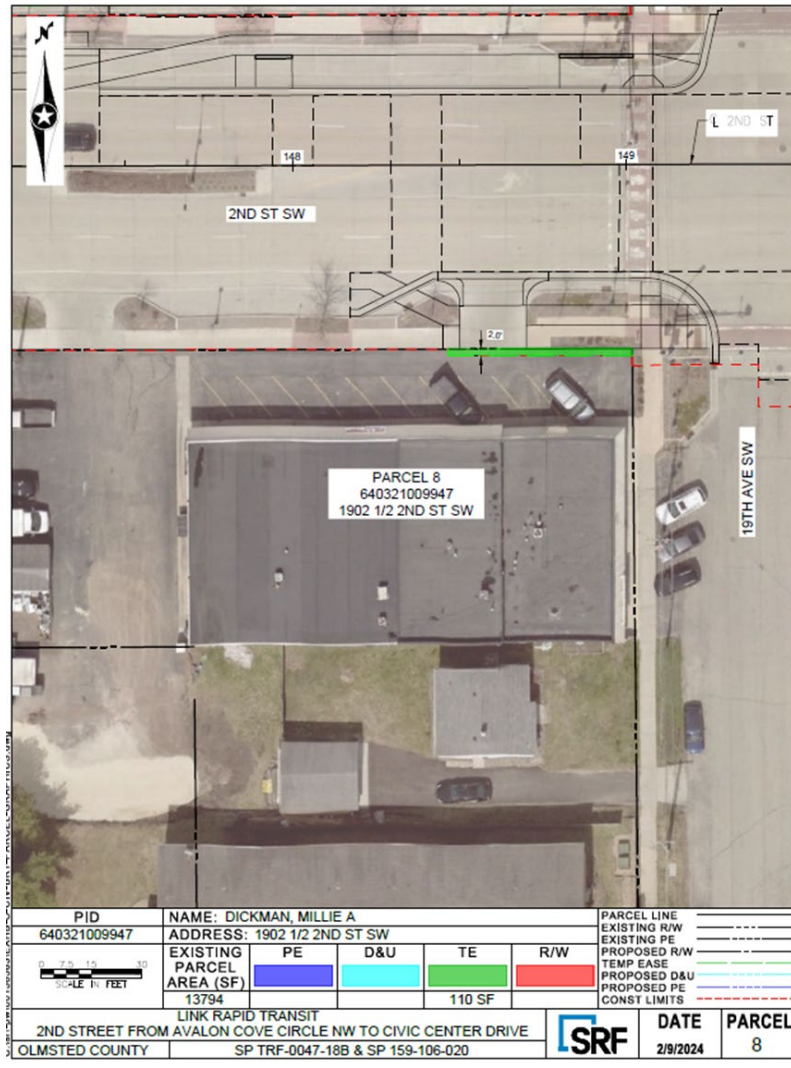 N
L 2ND ST
148
149
2ND ST SW
2.0'
PARCEL 8
640321009947
1902 1/2 2ND ST SW
19TH AVE SW
PID
640321009947
NAME: DICKMAN, MILLIE A
ADDRESS: 1902 1/2 2ND ST SW
EXISTING
PARCEL
AREA (SF)
13794
PE
D&U
TE
110 SF
R/W
PARCEL LINE
EXISTING R/W
EXISTING PE
PROPOSED R/W
TEMP EASE
PROPOSED D&U
PROPOSED PE
CONST LIMITS
0 7.5 15 30
SCALE IN FEET
LINK RAPID TRANSIT
2ND STREET FROM AVALON COVE CIRCLE NW TO CIVIC CENTER DRIVE
OLMSTED COUNTY
SP TRF-0047-18B & SP 159-106-020
SRF
DATE
2/9/2024
PARCEL
8